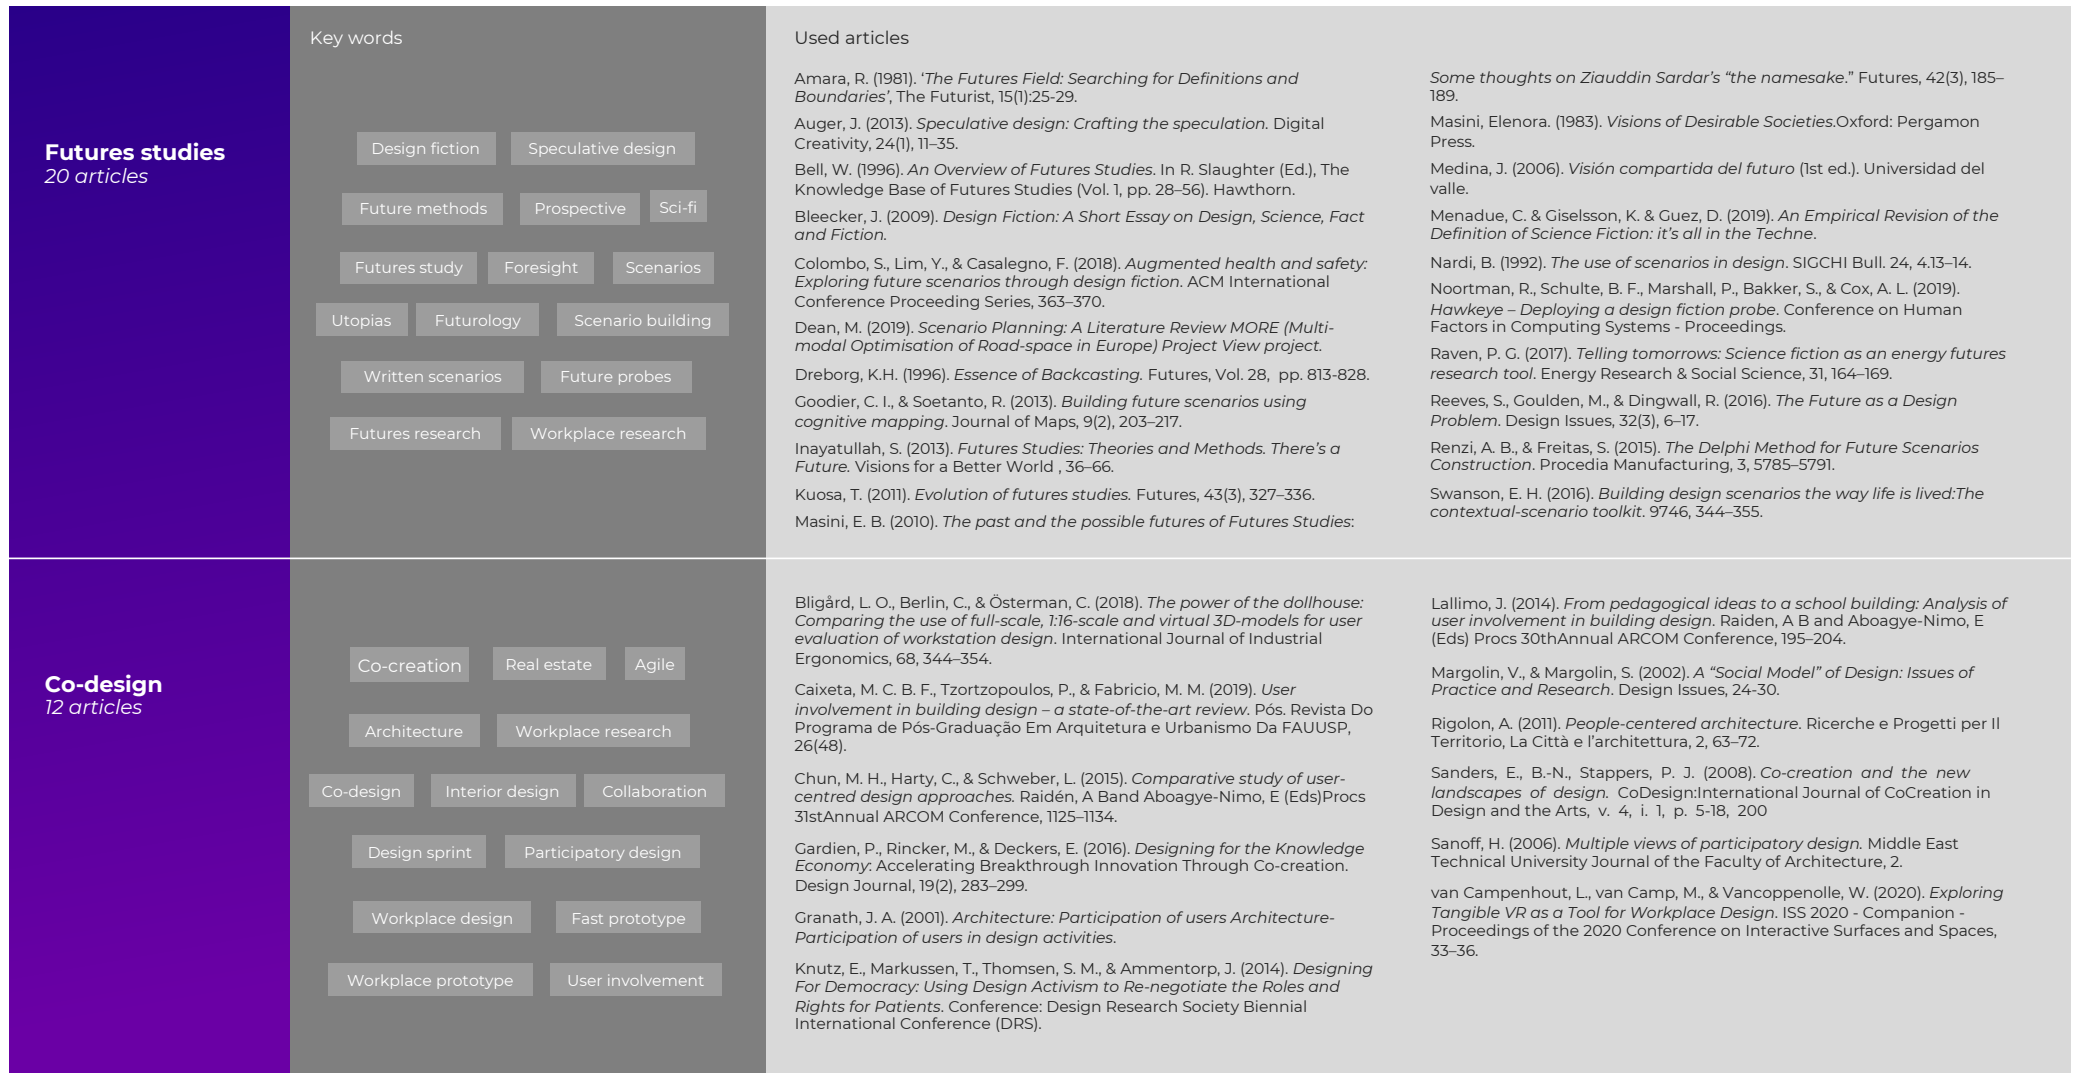 Futures studies
20 articles
Key words
Design fiction
Speculative design
Future methods
Prospective
Sci-fi
Futures study
Foresight
Scenarios
Utopias
Futurology
Scenario building
Written scenarios
Future probes
Futures research
Workplace research
Used articles
Amara, R. (1981). ‘The Futures Field: Searching for Definitions and
Boundaries’, The Futurist, 15(1):25-29.
Auger, J. (2013). Speculative design: Crafting the speculation. Digital
Creativity, 24(1), 11–35.
Bell, W. (1996). An Overview of Futures Studies. In R. Slaughter (Ed.), The
Knowledge Base of Futures Studies (Vol. 1, pp. 28–56). Hawthorn.
Bleecker, J. (2009). Design Fiction: A Short Essay on Design, Science, Fact
and Fiction.
Colombo, S., Lim, Y., & Casalegno, F. (2018). Augmented health and safety:
Exploring future scenarios through design fiction. ACM International
Conference Proceeding Series, 363–370.
Dean, M. (2019). Scenario Planning: A Literature Review MORE (Multi-
modal Optimisation of Road-space in Europe) Project View project.
Dreborg, K.H. (1996). Essence of Backcasting. Futures, Vol. 28, pp. 813-828.
Goodier, C. I., & Soetanto, R. (2013). Building future scenarios using
cognitive mapping. Journal of Maps, 9(2), 203–217.
Inayatullah, S. (2013). Futures Studies: Theories and Methods. There’s a
Future. Visions for a Better World , 36–66.
Kuosa, T. (2011). Evolution of futures studies. Futures, 43(3), 327–336.
Masini, E. B. (2010). The past and the possible futures of Futures Studies:
Some thoughts on Ziauddin Sardar’s “the namesake.” Futures, 42(3), 185–
189.
Masini, Elenora. (1983). Visions of Desirable Societies.Oxford: Pergamon
Press.
Medina, J. (2006). Visión compartida del futuro (1st ed.). Universidad del
valle.
Menadue, C. & Giselsson, K. & Guez, D. (2019). An Empirical Revision of the
Definition of Science Fiction: it’s all in the Techne.
Nardi, B. (1992). The use of scenarios in design. SIGCHI Bull. 24, 4.13–14.
Noortman, R., Schulte, B. F., Marshall, P., Bakker, S., & Cox, A. L. (2019).
Hawkeye – Deploying a design fiction probe. Conference on Human
Factors in Computing Systems - Proceedings.
Raven, P. G. (2017). Telling tomorrows: Science fiction as an energy futures
research tool. Energy Research & Social Science, 31, 164–169.
Reeves, S., Goulden, M., & Dingwall, R. (2016). The Future as a Design
Problem. Design Issues, 32(3), 6–17.
Renzi, A. B., & Freitas, S. (2015). The Delphi Method for Future Scenarios
Construction. Procedia Manufacturing, 3, 5785–5791.
Swanson, E. H. (2016). Building design scenarios the way life is lived:The
contextual-scenario toolkit. 9746, 344–355.
Co-design
12 articles
Co-creation
Real estate
Agile
Architecture
Workplace research
Co-design
Interior design
Collaboration
Design sprint
Participatory design
Workplace design
Fast prototype
Workplace prototype
User involvement
Bligård, L. O., Berlin, C., & Österman, C. (2018). The power of the dollhouse:
Comparing the use of full-scale, 1:16-scale and virtual 3D-models for user
evaluation of workstation design. International Journal of Industrial
Ergonomics, 68, 344–354.
Caixeta, M. C. B. F., Tzortzopoulos, P., & Fabricio, M. M. (2019). User
involvement in building design – a state-of-the-art review. Pós. Revista Do
Programa de Pós-Graduação Em Arquitetura e Urbanismo Da FAUUSP,
26(48).
Chun, M. H., Harty, C., & Schweber, L. (2015). Comparative study of user-
centred design approaches. Raidén, A Band Aboagye-Nimo, E (Eds)Procs
31stAnnual ARCOM Conference, 1125–1134.
Gardien, P., Rincker, M., & Deckers, E. (2016). Designing for the Knowledge
Economy: Accelerating Breakthrough Innovation Through Co-creation.
Design Journal, 19(2), 283–299.
Granath, J. A. (2001). Architecture: Participation of users Architecture-
Participation of users in design activities.
Knutz, E., Markussen, T., Thomsen, S. M., & Ammentorp, J. (2014). Designing
For Democracy: Using Design Activism to Re-negotiate the Roles and
Rights for Patients. Conference: Design Research Society Biennial
International Conference (DRS).
Lallimo, J. (2014). From pedagogical ideas to a school building: Analysis of
user involvement in building design. Raiden, A B and Aboagye-Nimo, E
(Eds) Procs 30thAnnual ARCOM Conference, 195–204.
Margolin, V., & Margolin, S. (2002). A “Social Model” of Design: Issues of
Practice and Research. Design Issues, 24-30.
Rigolon, A. (2011). People-centered architecture. Ricerche e Progetti per Il
Territorio, La Città e l’architettura, 2, 63–72.
Sanders, E., B.-N., Stappers, P. J. (2008). Co-creation and the new
landscapes of design. CoDesign:International Journal of CoCreation in
Design and the Arts, v. 4, i. 1, p. 5-18, 200
Sanoff, H. (2006). Multiple views of participatory design. Middle East
Technical University Journal of the Faculty of Architecture, 2.
van Campenhout, L., van Camp, M., & Vancoppenolle, W. (2020). Exploring
Tangible VR as a Tool for Workplace Design. ISS 2020 - Companion -
Proceedings of the 2020 Conference on Interactive Surfaces and Spaces,
33–36.